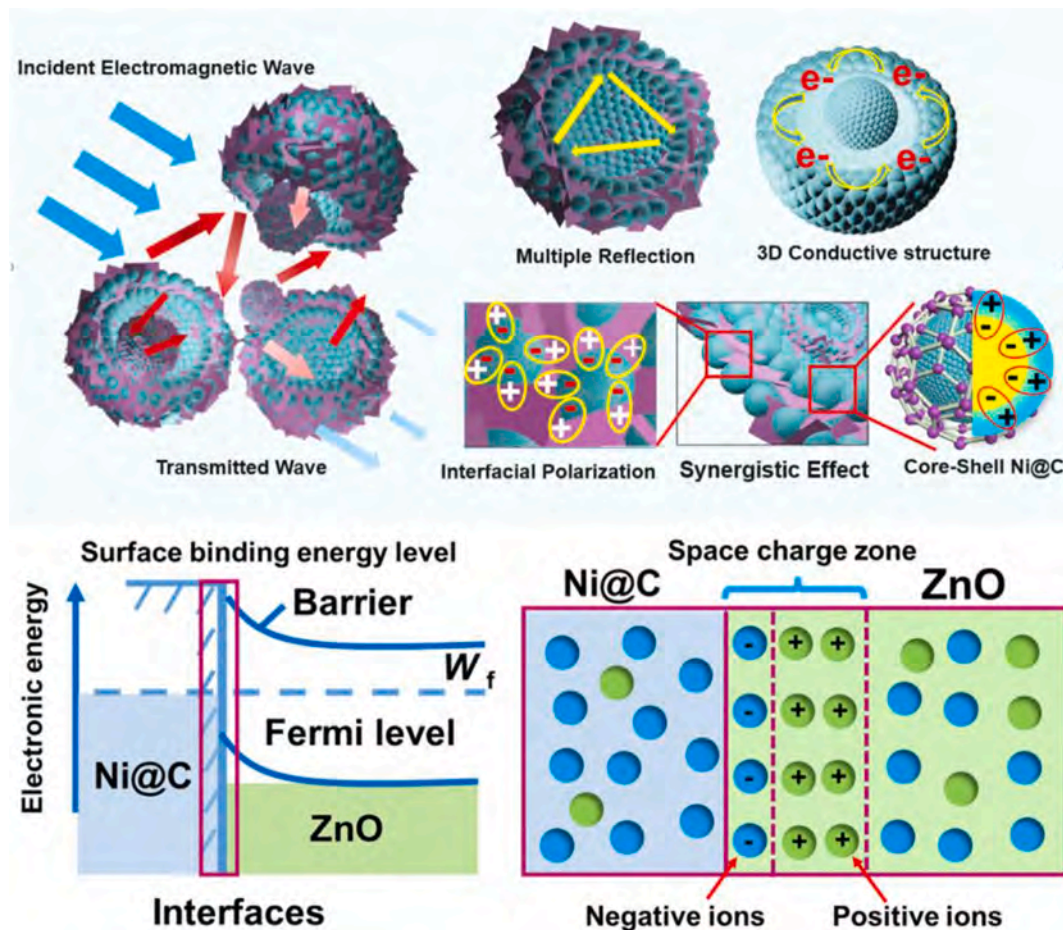 Incident Electromagnetic Wave
Transmitted Wave
Multiple Reflection
e-
e-
e-
e-
3D Conductive structure
+
-
+
-
-
+
+
-
+
-
+
-
-
+
-
+
-
+
-
+
Interfacial Polarization
Synergistic Effect
+
-
-
+
-
+
-
+
Core-Shell Ni@C
Surface binding energy level
Electronic energy
Barrier
Wf
Fermi level
Ni@C
ZnO
Interfaces
Space charge zone
Ni@C
ZnO
- + +
- + +
- + +
- + +
Negative ions
Positive ions